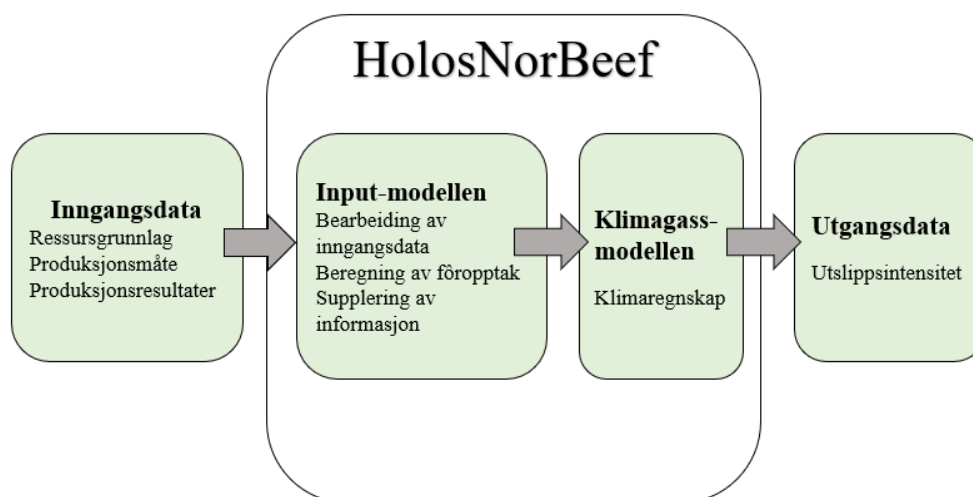 HolosNorBeef
Inngangsdata
Ressursgrunnlag
Produksjonsmåte
Produksjonsresultater
Input-modellen
Bearbeiding av
inngangsdata
Beregning av fôropptak
Supplering av
informasjon
Klimagass-
modellen
Klimaregnskap
Utgangsdata
Utslippsintensitet